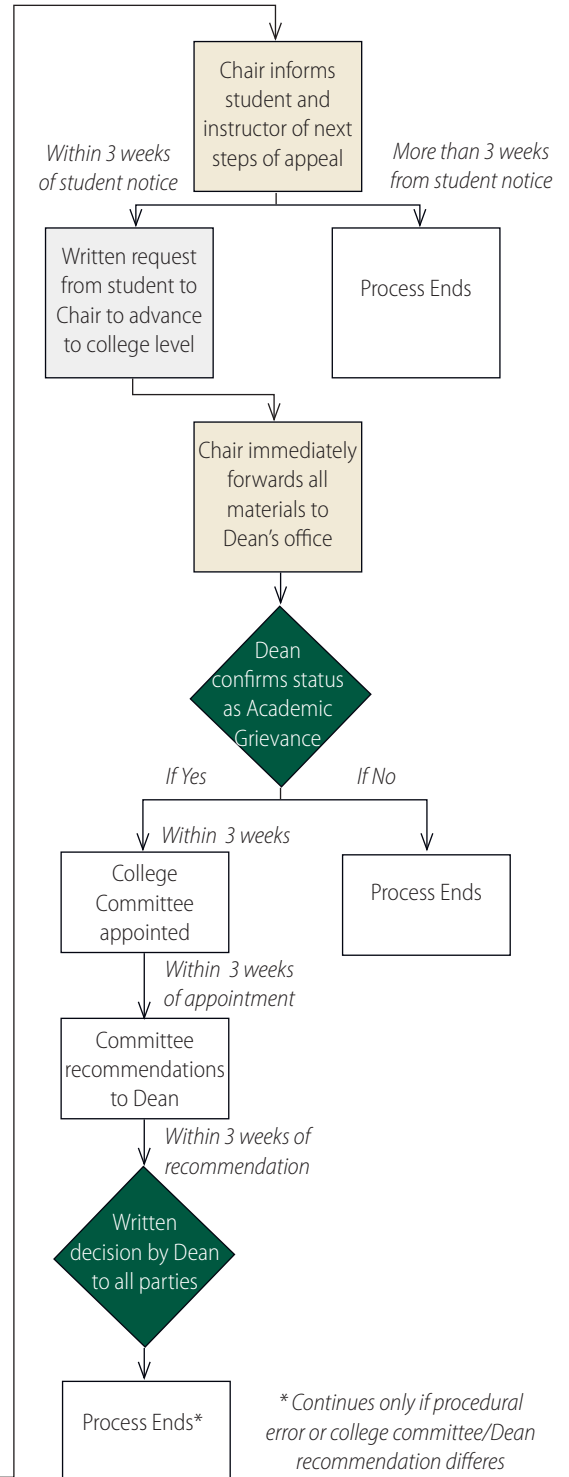 Chair informs
student and
instructor of next
steps of appeal
Within 3 weeks
of student notice
More than 3 weeks
from student notice
Written request
from student to
Chair to advance
to college level
Process Ends
Chair immediately
forwards all
materials to
Dean's office
Dean
confirms status
as Academic
Grievance
If Yes
If No
Within 3 weeks
College
Committee
appointed
Process Ends
Within 3 weeks
of appointment
Committee
recommendations
to Dean
Within 3 weeks of
recommendation
Written
decision by Dean
to all parties
Process Ends*
* Continues only if procedural
error or college committee/Dean
recommendation differes